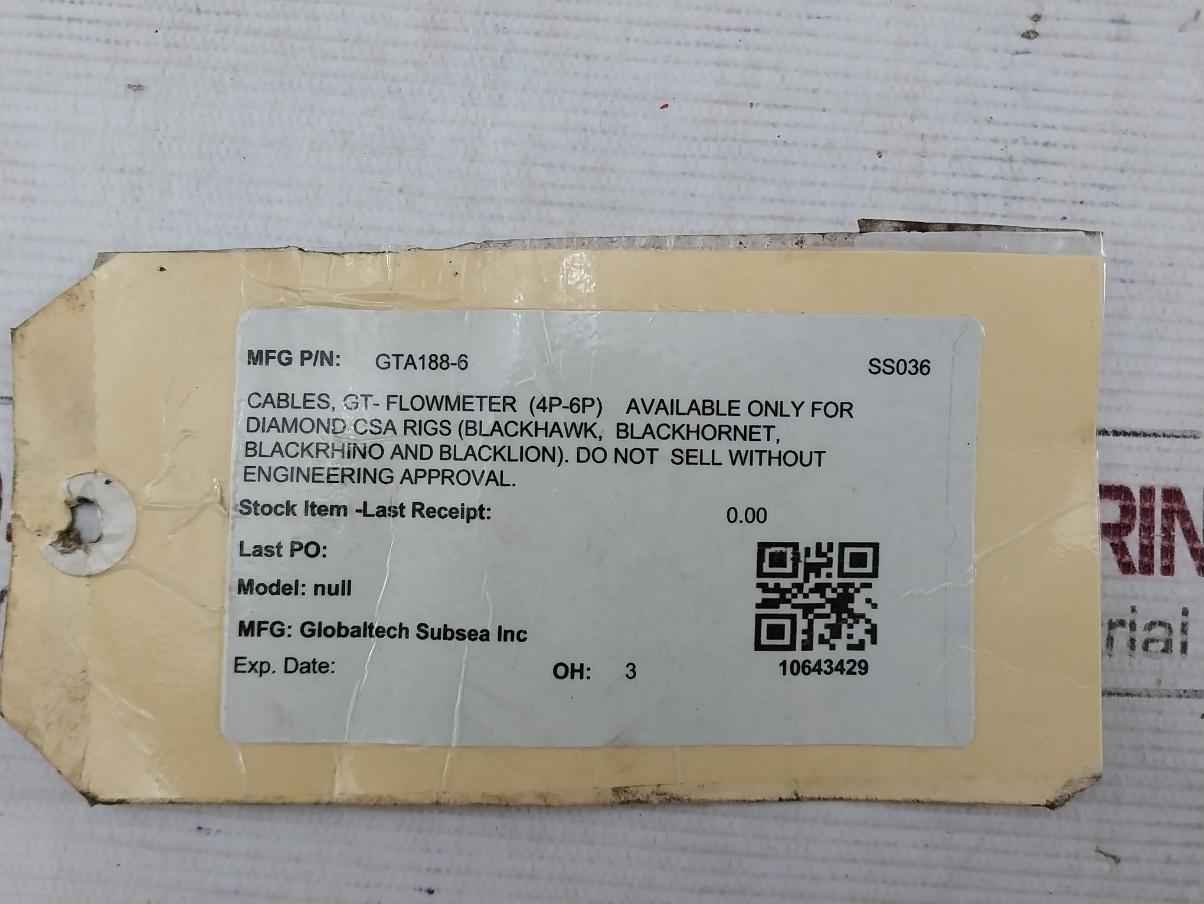 MFG P/N: GTA188-6 SS036
CABLES, GT- FLOWMETER (4P-6P) AVAILABLE ONLY FOR
DIAMOND CSA RIGS (BLACKHAWK, BLACKHORNET,
BLACKRHINO AND BLACKLION). DO NOT SELL WITHOUT
ENGINEERING APPROVAL.
Stock Item -Last Receipt: 0.00
Last PO:
Model: null
MFG: Globaltech Subsea Inc
Exp. Date: OH: 3
10643429
RIN
rial